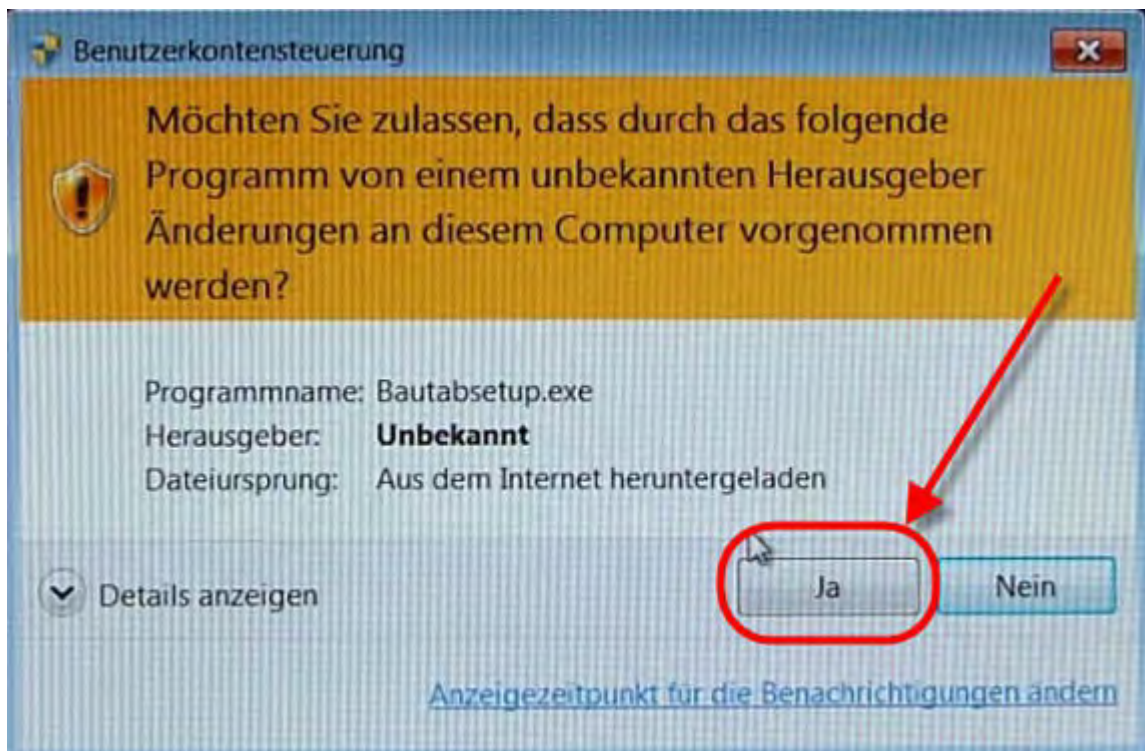 Benutzerkontensteuerung
Möchten Sie zulassen, dass durch das folgende
Programm von einem unbekannten Herausgeber
Änderungen an diesem Computer vorgenommen
werden?
Programmname: Bautabsetup.exe
Herausgeber: Unbekannt
Dateiursprung: Aus dem Internet heruntergeladen
Details anzeigen
Ja
Nein
Anzeigezeitpunkt für die Benachrichtigungen ändern